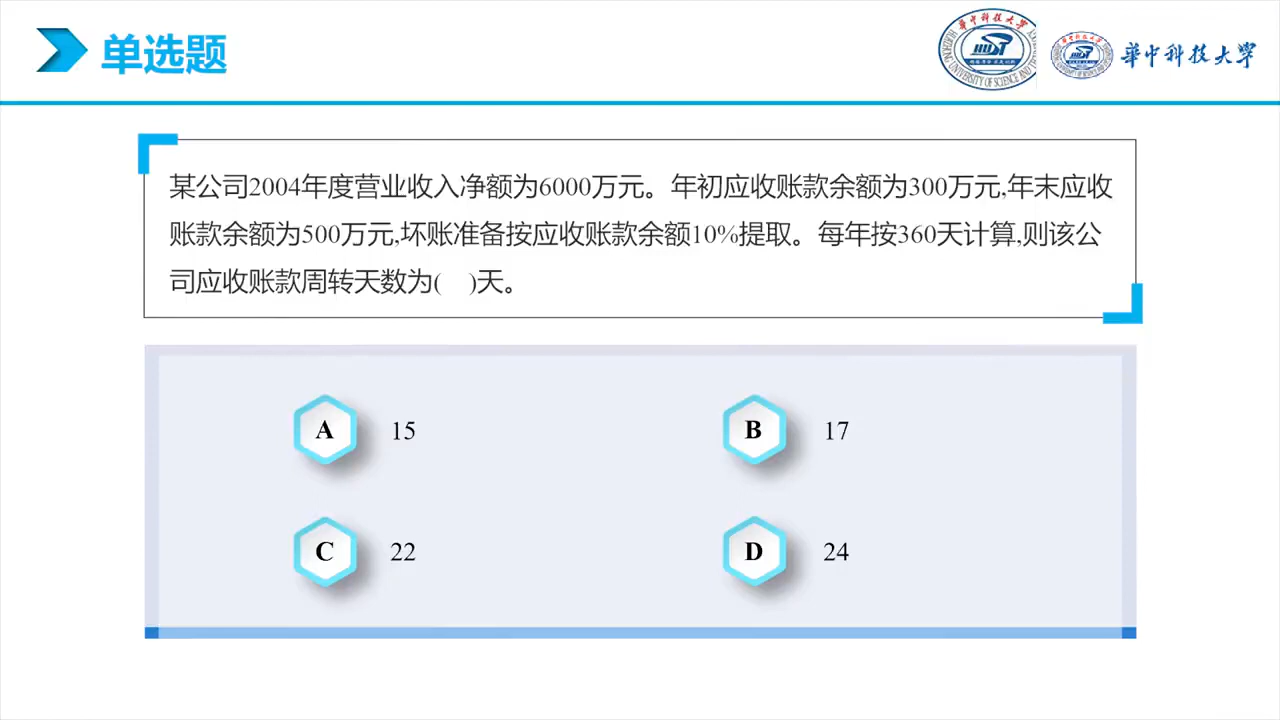 单选题
華中科技大學
某公司2004年度营业收入净额为6000万元。年初应收账款余额为300万元,年末应收
账款余额为500万元,坏账准备按应收账款余额10%提取。每年按360天计算,则该公
司应收账款周转天数为( )天。
A 15
B 17
C 22
D 24